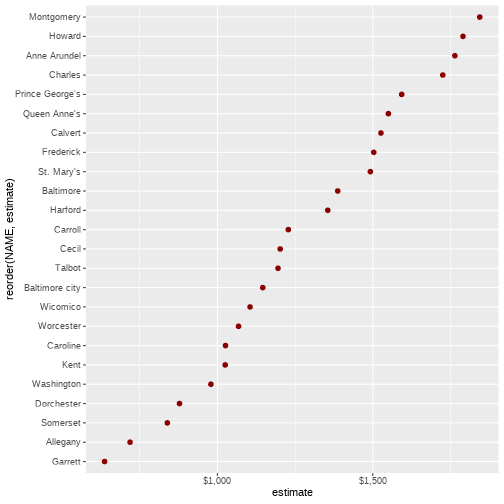 Montgomery
Howard
Anne Arundel
Charles
Prince George's
Queen Anne's
Calvert
Frederick
St. Mary's
Baltimore
Harford
Carroll
Cecil
Talbot
Baltimore city
Wicomico
Worcester
Caroline
Kent
Washington
Dorchester
Somerset
Allegany
Garrett
reorder(NAME, estimate)
$1,000 $1,500
estimate